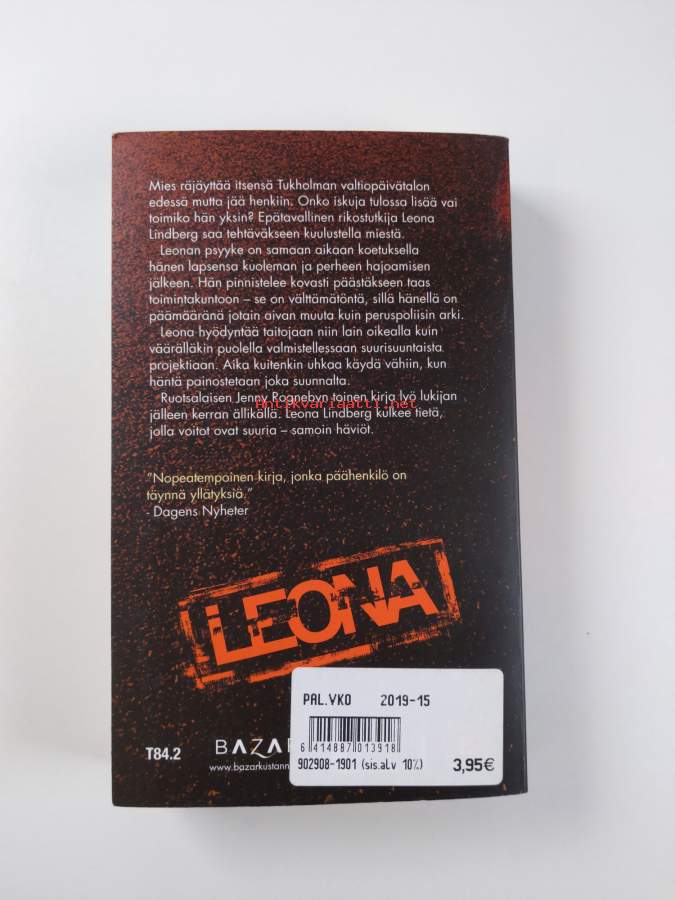 Mies räjäyttää itsensä Tukholman valtiopäivätalon
edessä mutta jää henkiin. Onko iskuja tulossa lisää vai
toimiko hän yksin? Epätavallinen rikostutkija Leona
Lindberg saa tehtäväkseen kuulustella miestä.
Leonan psyyke on samaan aikaan koetuksella
hänen lapsensa kuoleman ja perheen hajoamisen
jälkeen. Hän pinnistelee kovasti päästäkseen taas
toimintakuntoon – se on välttämätöntä, sillä hänellä on
päämääränä jotain aivan muuta kuin peruspoliisin arki.
Leona hyödyntää taitojaan niin lain oikealla kuin
väärälläkin puolella valmistellessaan suurisuuntaista
projektiaan. Aika kuitenkin uhkaa käydä vähiin, kun
häntä painostetaan joka suunnalta.
Ruotsalaisen Jenny Rognebyn toinen kirja lyö lukijan
Antikvariaatti.net
jälleen kerran ällikällä. Leona Lindberg kulkee tietä,
jolla voitot ovat suuria – samoin häviöt.
"Nopeatempoinen kirja, jonka päähenkilö on
täynnä yllätyksiä."
- Dagens Nyheter
LEONA
PAL.VKO 2019-15
6 414887 013918
902908-1901 (sis.alv 10%) 3,95€
T84.2
BAZAR
www.bazarkustann